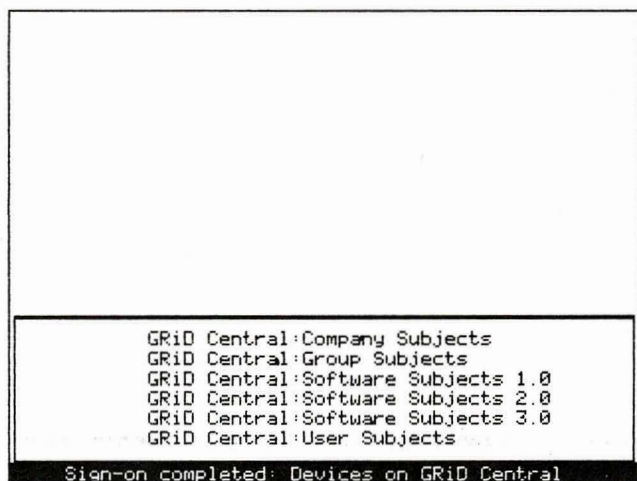 GRiD Central:Company Subjects
GRiD Central:Group Subjects
GRiD Central:Software Subjects 1.0
GRiD Central:Software Subjects 2.0
GRiD Central:Software Subjects 3.0
GRiD Central:User Subjects
Sign-on completed: Devices on GRiD Central